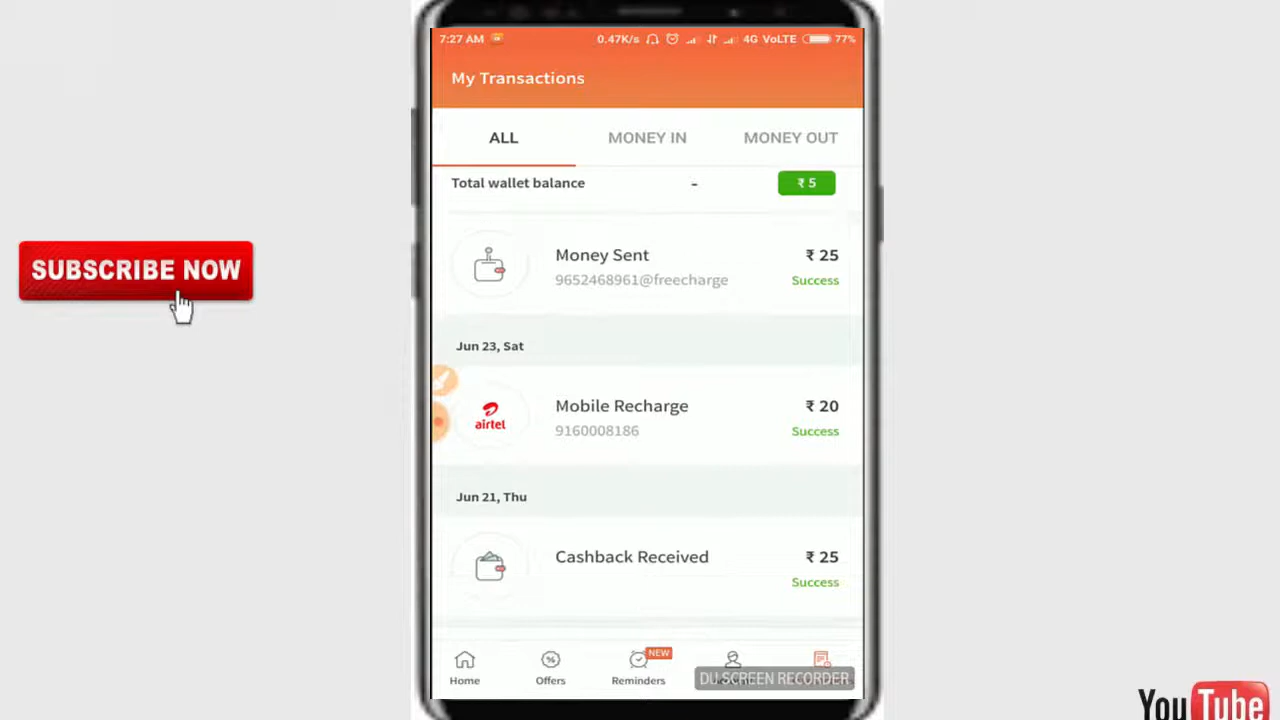 7:27 AM 0.47K/s 4G VoLTE 77%
My Transactions
ALL MONEY IN MONEY OUT
Total wallet balance - ₹ 5
Money Sent ₹ 25
9652468961@freecharge Success
SUBSCRIBE NOW
Jun 23, Sat
airtel
Mobile Recharge ₹ 20
9160008186 Success
Jun 21, Thu
Cashback Received ₹ 25
Success
NEW
Home Offers Reminders
DU SCREEN RECORDER
YouTube